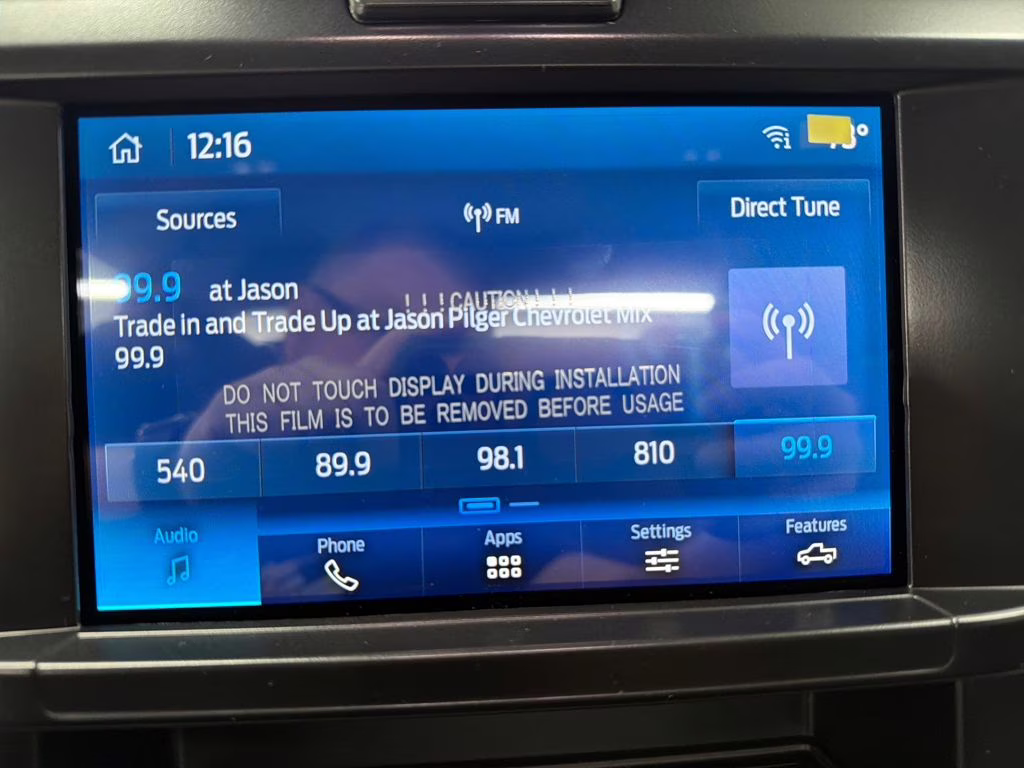 12:16
Sources
FM
Direct Tune
99.9 at Jason
! ! ! CAUTION ! ! !
Trade in and Trade Up at Jason Pilger Chevrolet Mix
99.9
DO NOT TOUCH DISPLAY DURING INSTALLATION
THIS FILM IS TO BE REMOVED BEFORE USAGE
540 89.9 98.1 810 99.9
Audio Phone Apps Settings Features